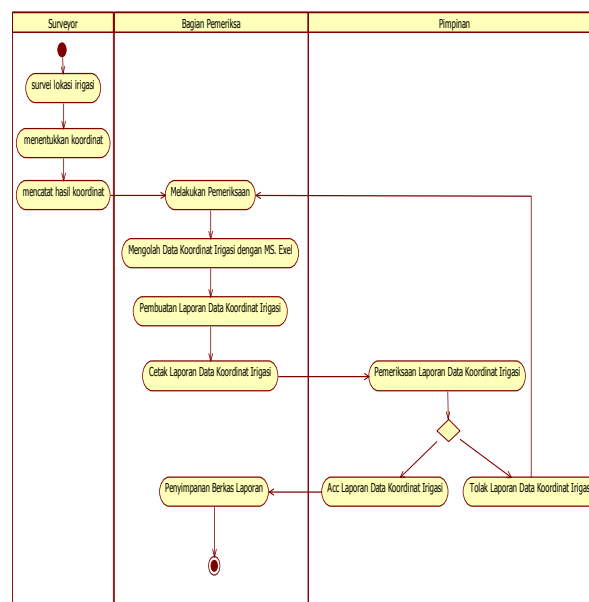 Surveyor
Bagian Pemeriksa
Pimpinan
survei lokasi irigasi
menentukkan koordinat
mencatat hasil koordinat
Melakukan Pemeriksaan
Mengolah Data Koordinat Irigasi dengan MS. Exel
Pembuatan Laporan Data Koordinat Irigasi
Cetak Laporan Data Koordinat Irigasi
Pemeriksaan Laporan Data Koordinat Irigasi
Penyimpanan Berkas Laporan
Acc Laporan Data Koordinat Irigasi
Tolak Laporan Data Koordinat Irigas